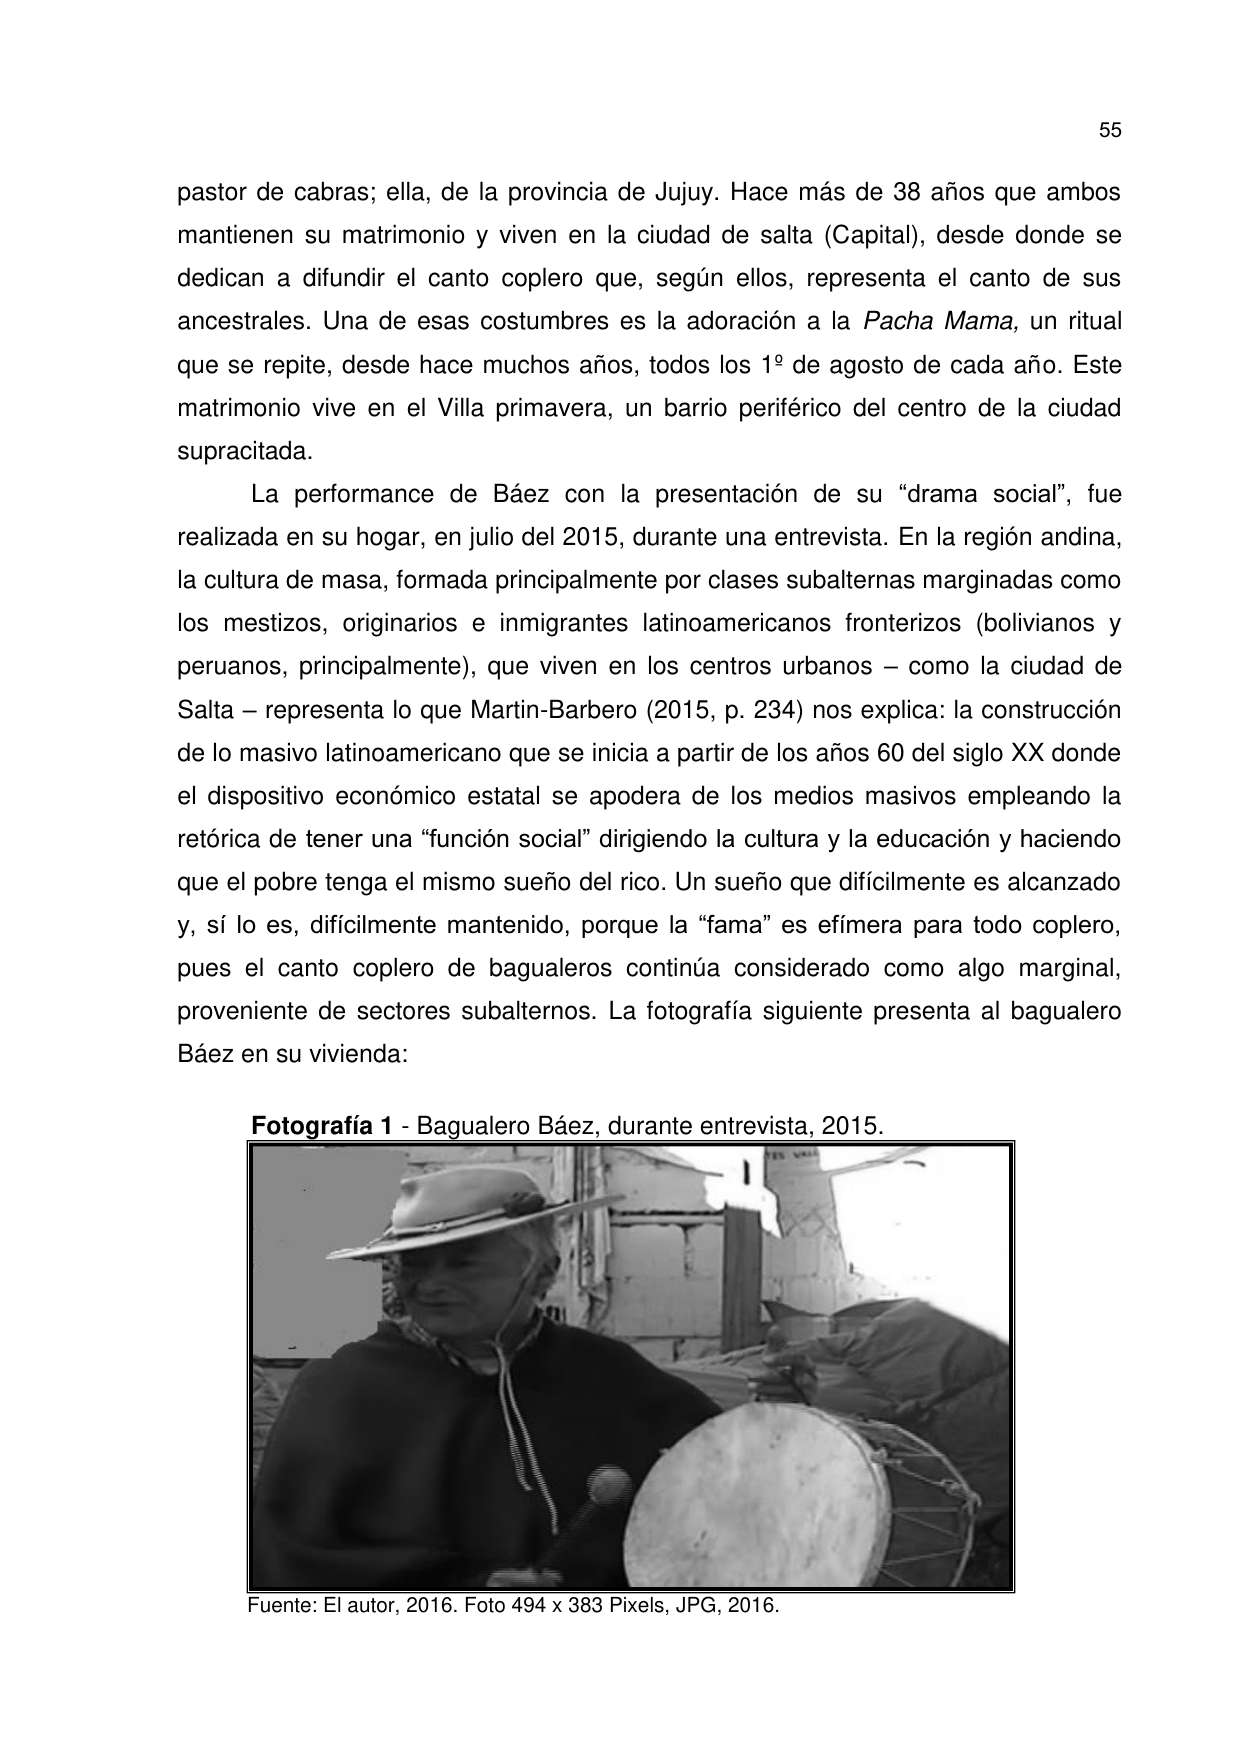 55
pastor de cabras; ella, de la provincia de Jujuy. Hace más de 38 años que ambos
mantienen su matrimonio y viven en la ciudad de salta (Capital), desde donde se
dedican a difundir el canto coplero que, según ellos, representa el canto de sus
ancestrales. Una de esas costumbres es la adoración a la Pacha Mama, un ritual
que se repite, desde hace muchos años, todos los 1º de agosto de cada año. Este
matrimonio vive en el Villa primavera, un barrio periférico del centro de la ciudad
supracitada.
La performance de Báez con la presentación de su “drama social”, fue
realizada en su hogar, en julio del 2015, durante una entrevista. En la región andina,
la cultura de masa, formada principalmente por clases subalternas marginadas como
los mestizos, originarios e inmigrantes latinoamericanos fronterizos (bolivianos y
peruanos, principalmente), que viven en los centros urbanos – como la ciudad de
Salta – representa lo que Martin-Barbero (2015, p. 234) nos explica: la construcción
de lo masivo latinoamericano que se inicia a partir de los años 60 del siglo XX donde
el dispositivo económico estatal se apodera de los medios masivos empleando la
retórica de tener una “función social” dirigiendo la cultura y la educación y haciendo
que el pobre tenga el mismo sueño del rico. Un sueño que difícilmente es alcanzado
y, sí lo es, difícilmente mantenido, porque la “fama” es efímera para todo coplero,
pues el canto coplero de bagualeros continúa considerado como algo marginal,
proveniente de sectores subalternos. La fotografía siguiente presenta al bagualero
Báez en su vivienda:
Fotografía 1 - Bagualero Báez, durante entrevista, 2015.
Fuente: El autor, 2016. Foto 494 x 383 Pixels, JPG, 2016.